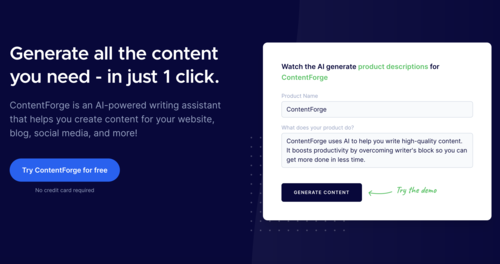 Generate all the content
you need - in just 1 click.
ContentForge is an AI-powered writing assistant
that helps you create content for your website,
blog, social media, and more!
Try ContentForge for free
No credit card required
Watch the AI generate product descriptions for
ContentForge
Product Name
ContentForge
What does your product do?
ContentForge uses AI to help you write high-quality content.
It boosts productivity by overcoming writer's block so you can
get more done in less time.
GENERATE CONTENT
Try the demo